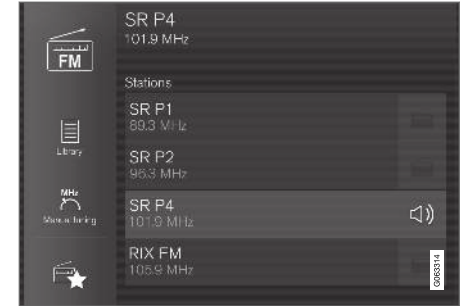 SR P4
101.9 MHz
FM
Stations
SR P1
89.3 MHz
Library
SR P2
96.3 MHz
MHz
Manual tuning
SR P4
101.9 MHz
RIX FM
105.9 MHz
G063314